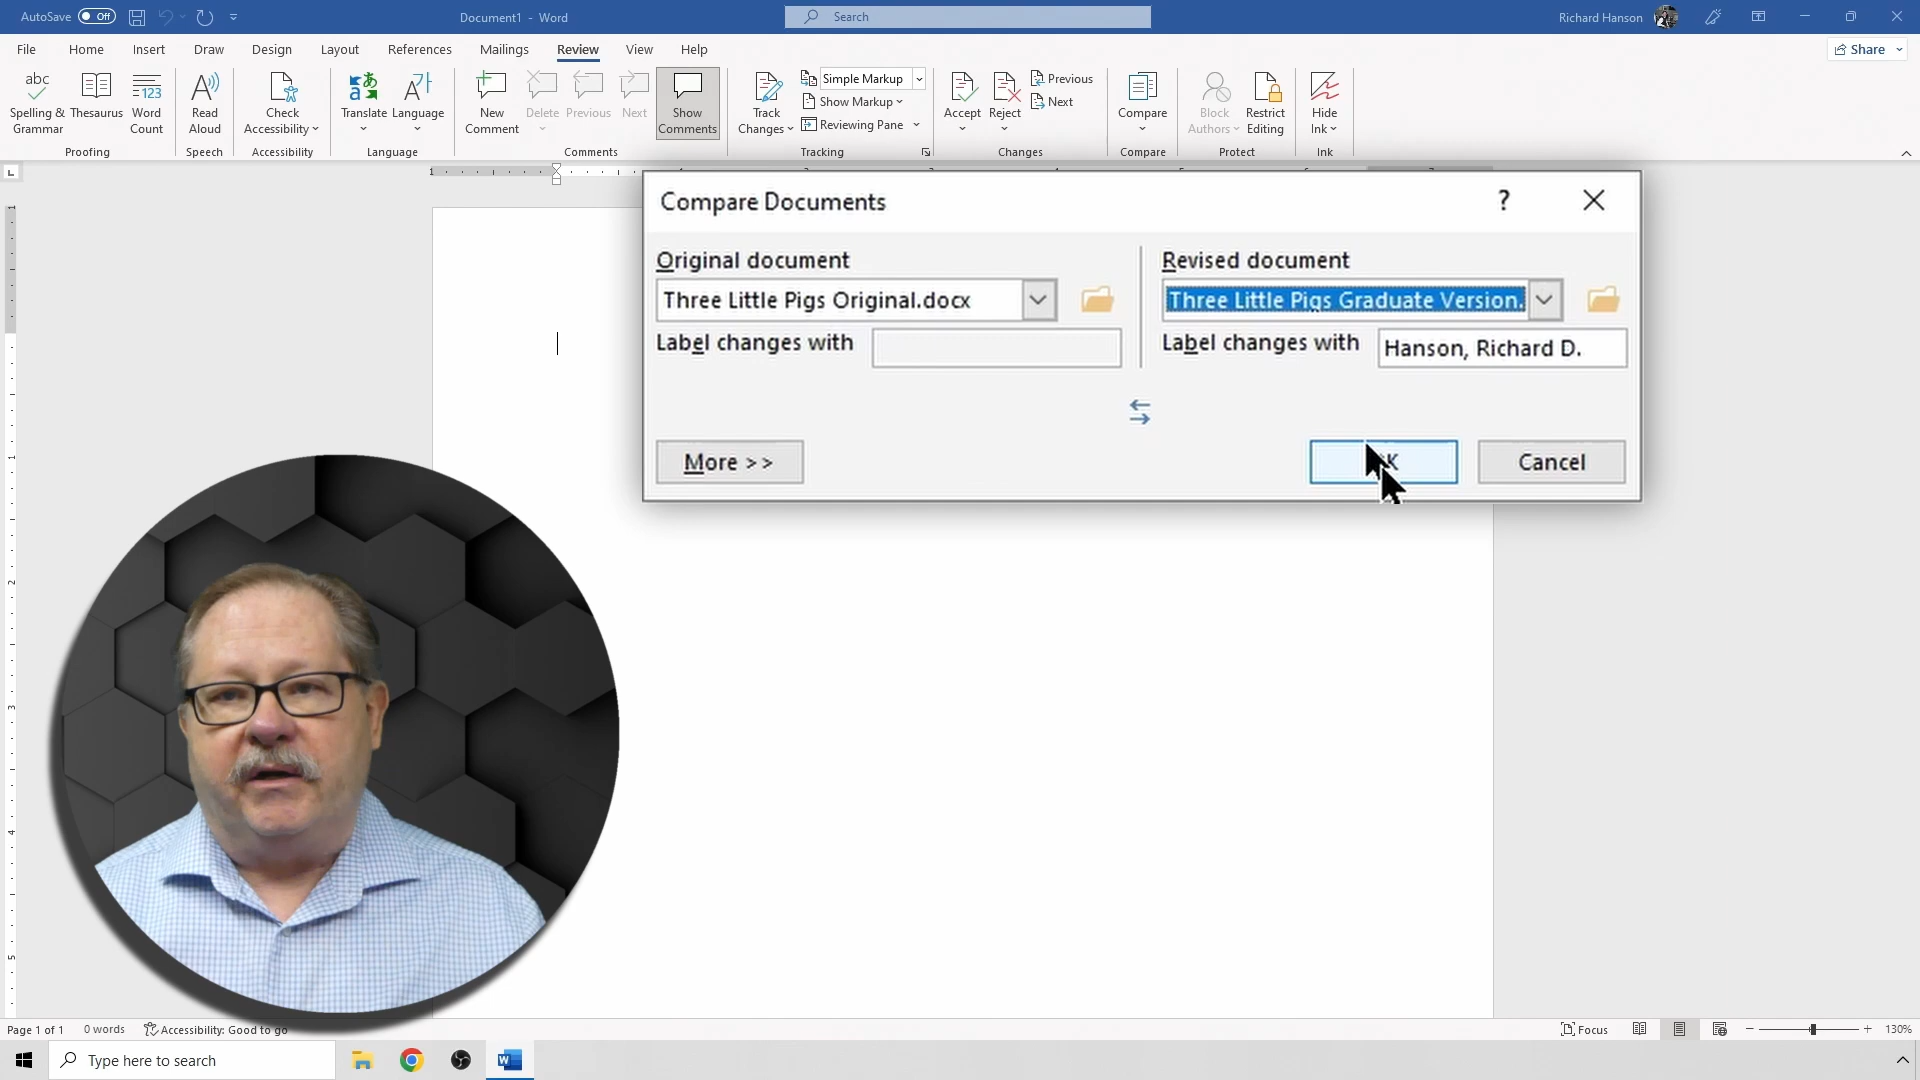 AutoSave Off
Document1 - Word
Search
Richard Hanson
File Home Insert Draw Design Layout References Mailings Review View Help
Share
abc
Spelling & Grammar
Thesaurus
123
Word Count
Read Aloud
Check Accessibility
Translate
Language
New Comment
Delete
Previous
Next
Show Comments
Track Changes
Simple Markup
Show Markup
Reviewing Pane
Accept
Reject
Previous
Next
Compare
Block Authors
Restrict Editing
Hide Ink
Proofing Speech Accessibility Language Comments Tracking Changes Compare Protect Ink
Compare Documents
? 
Original document
Three Little Pigs Original.docx
Label changes with
Revised document
Three Little Pigs Graduate Version.
Label changes with
Hanson, Richard D.
More >>
Cancel
Page 1 of 1 0 words Accessibility: Good to go
Focus
130%
Type here to search